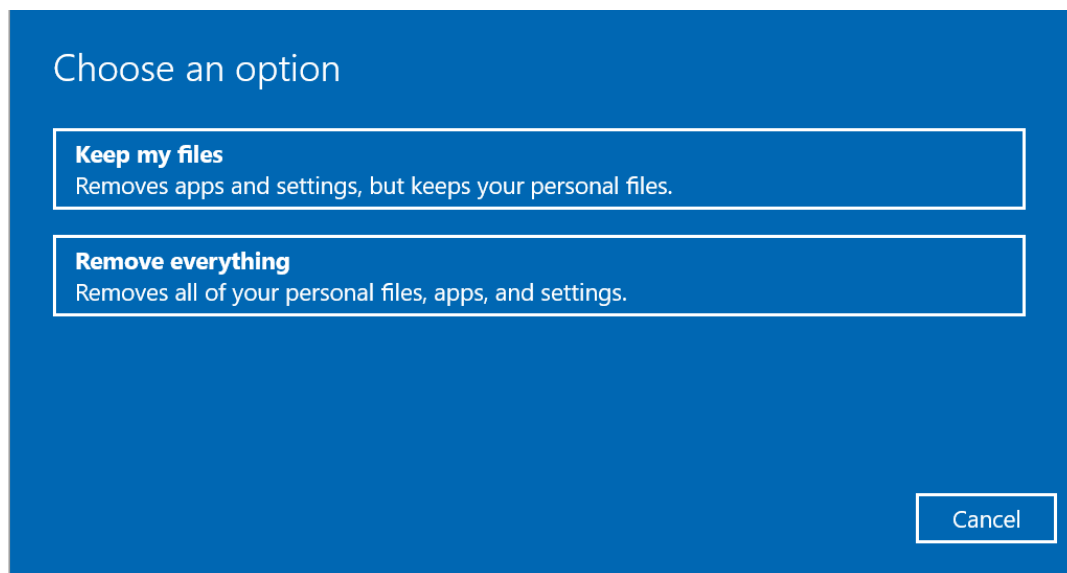 Choose an option
Keep my files
Removes apps and settings, but keeps your personal files.
Remove everything
Removes all of your personal files, apps, and settings.
Cancel